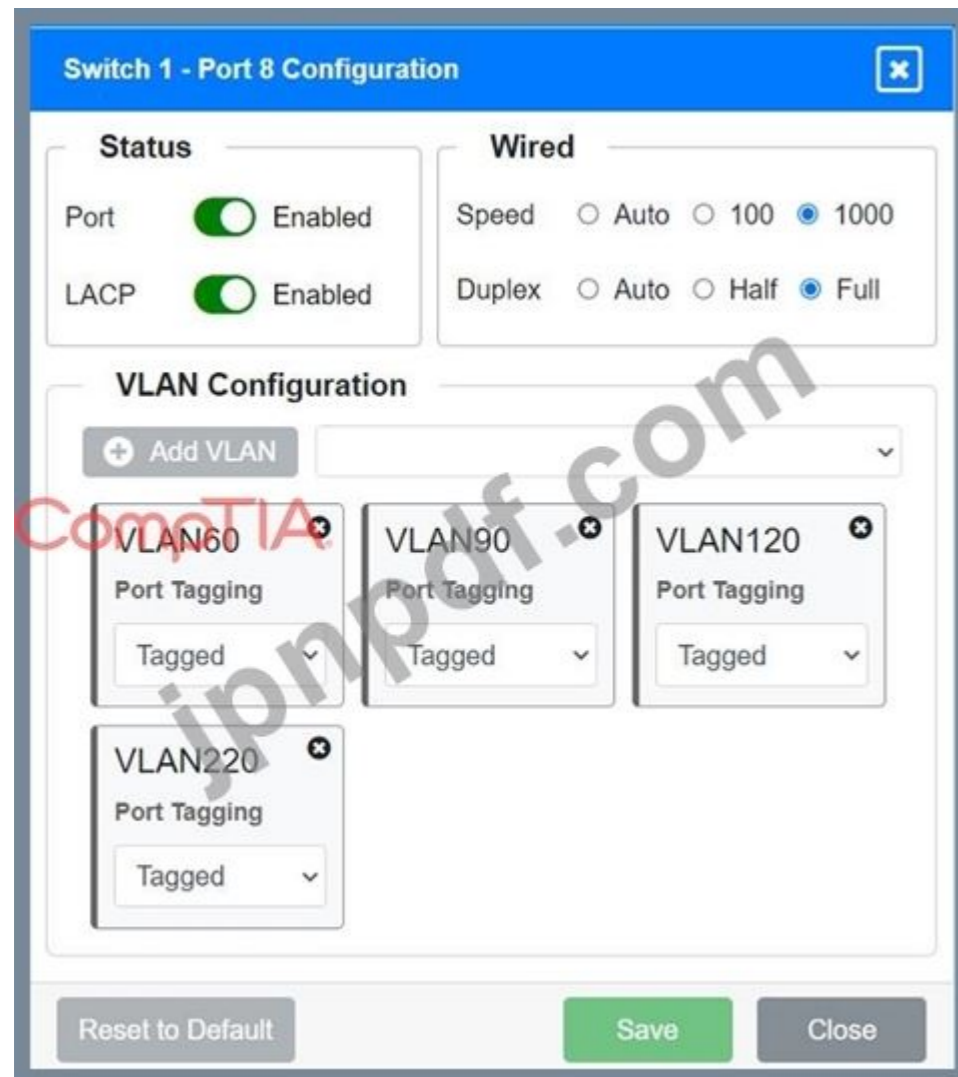 Switch 1 - Port 8 Configuration
Status
Port Enabled
LACP Enabled
Wired
Speed Auto 100 1000
Duplex Auto Half Full
VLAN Configuration
Add VLAN
CompTIA.
jpnpdf.com
VLAN60 VLAN90 VLAN120
Port Tagging Port Tagging Port Tagging
Tagged Tagged Tagged
VLAN220
Port Tagging
Tagged
Reset to Default Save Close